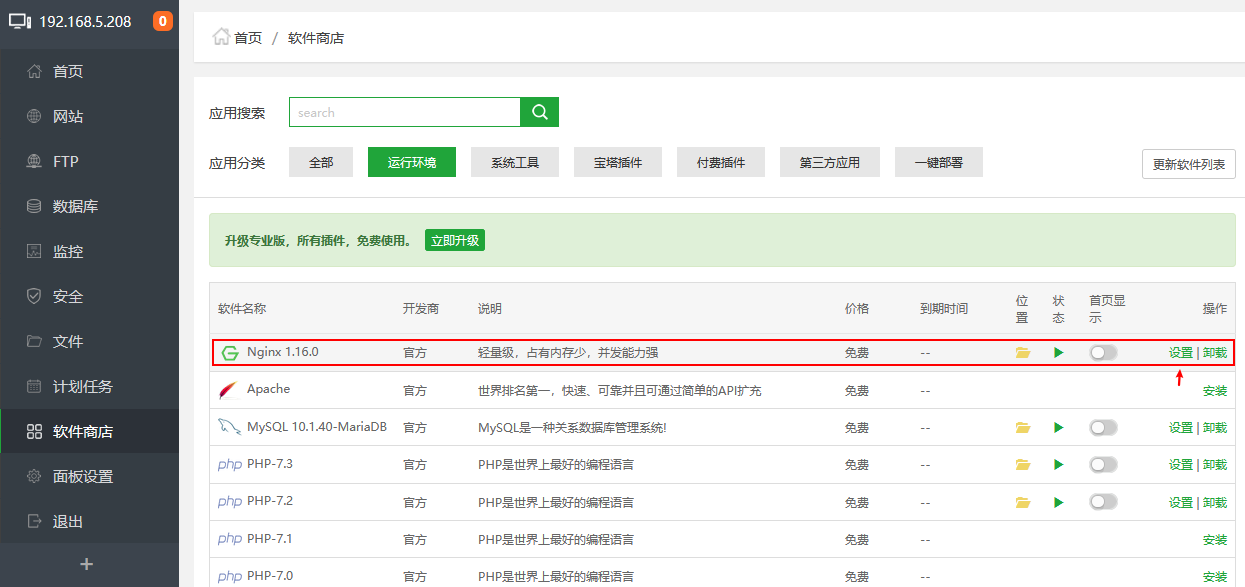 192.168.5.208 0
首页
网站
FTP
数据库
监控
安全
文件
计划任务
软件商店
面板设置
退出
+
首页 / 软件商店
应用搜索 search
应用分类 全部 运行环境 系统工具 宝塔插件 付费插件 第三方应用 一键部署 更新软件列表
升级专业版，所有插件，免费使用。 立即升级
软件名称 开发商 说明 价格 到期时间 位置 状态 首页显示 操作
Nginx 1.16.0 官方 轻量级，占有内存少，并发能力强 免费 -- 设置 | 卸载
Apache 官方 世界排名第一，快速、可靠并且可通过简单的API扩充 免费 -- 安装
MySQL 10.1.40-MariaDB 官方 MySQL是一种关系数据库管理系统! 免费 -- 设置 | 卸载
php PHP-7.3 官方 PHP是世界上最好的编程语言 免费 -- 设置 | 卸载
php PHP-7.2 官方 PHP是世界上最好的编程语言 免费 -- 设置 | 卸载
php PHP-7.1 官方 PHP是世界上最好的编程语言 免费 -- 安装
php PHP-7.0 官方 PHP是世界上最好的编程语言 免费 -- 安装